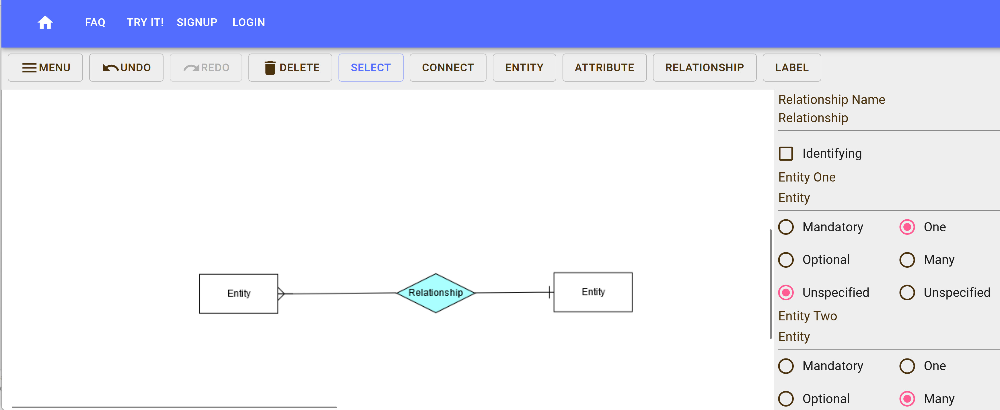 FAQ TRY IT! SIGNUP LOGIN
MENU UNDO REDO DELETE SELECT CONNECT ENTITY ATTRIBUTE RELATIONSHIP LABEL
Entity Relationship Entity
Relationship Name
Relationship
Identifying
Entity One
Entity
Mandatory One
Optional Many
Unspecified Unspecified
Entity Two
Entity
Mandatory One
Optional Many